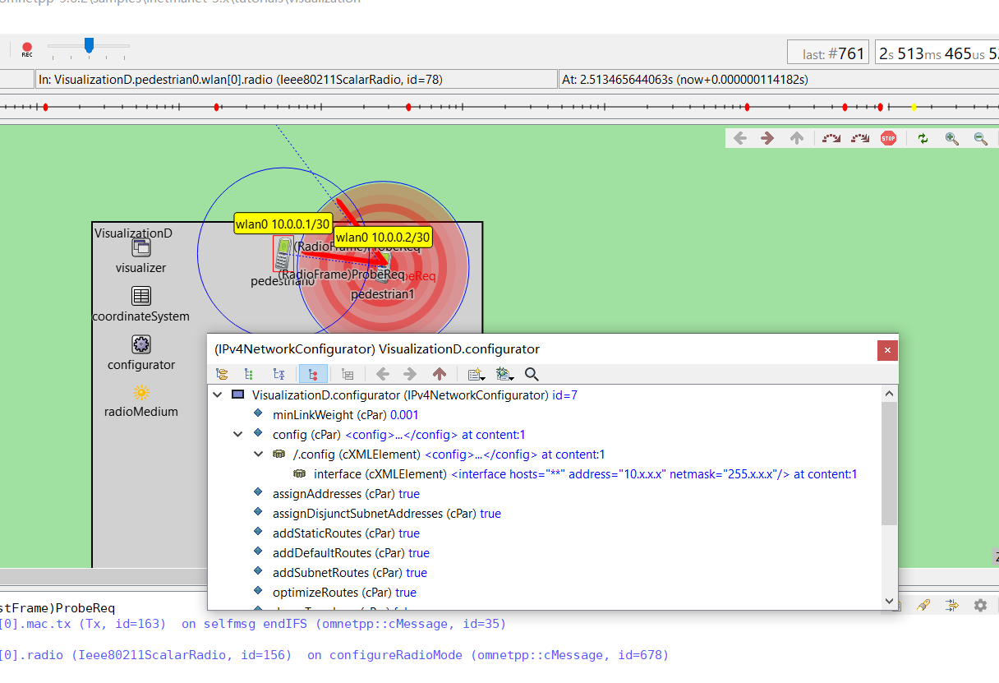 omnetpp-5.6.2\samples\inetmanet-3.x\tutorials\visualization
REC
last: #761
2s 513ms 465us
In: VisualizationD.pedestrian0.wlan[0].radio (Ieee80211ScalarRadio, id=78)
At: 2.513465644063s (now+0.000000114182s)
STOP
VisualizationD
visualizer
coordinateSystem
configurator
radioMedium
wlan0 10.0.0.1/30
wlan0 10.0.0.2/30
(RadioFrame)ProbeReq
(RadioFrame)ProbeReq
beReq
pedestrian0
pedestrian1
(IPv4NetworkConfigurator) VisualizationD.configurator
VisualizationD.configurator (IPv4NetworkConfigurator) id=7
minLinkWeight (cPar) 0.001
config (cPar) <config>...</config> at content:1
/.config (cXMLElement) <config>...</config> at content:1
interface (cXMLElement) <interface hosts="**" address="10.x.x.x" netmask="255.x.x.x"/> at content:1
assignAddresses (cPar) true
assignDisjunctSubnetAddresses (cPar) true
addStaticRoutes (cPar) true
addDefaultRoutes (cPar) true
addSubnetRoutes (cPar) true
optimizeRoutes (cPar) true
stFrame)ProbeReq
[0].mac.tx (Tx, id=163)  on selfmsg endIFS (omnetpp::cMessage, id=35)
[0].radio (Ieee80211ScalarRadio, id=156)  on configureRadioMode (omnetpp::cMessage, id=678)